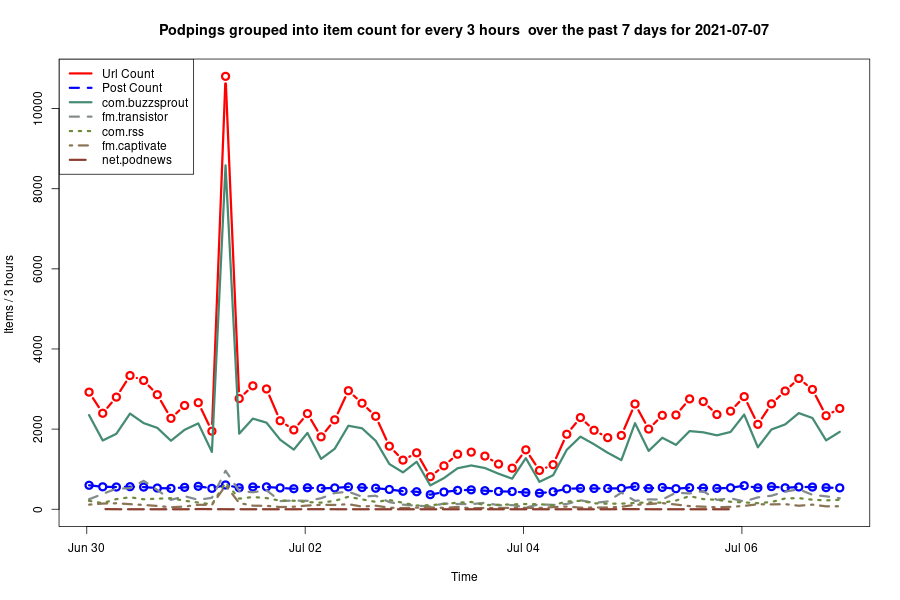 Podpings grouped into item count for every 3 hours  over the past 7 days for 2021-07-07
Url Count
Post Count
com.buzzsprout
fm.transistor
com.rss
fm.captivate
net.podnews
Items / 3 hours
10000
8000
6000
4000
2000
0
Jun 30
Jul 02
Jul 04
Jul 06
Time